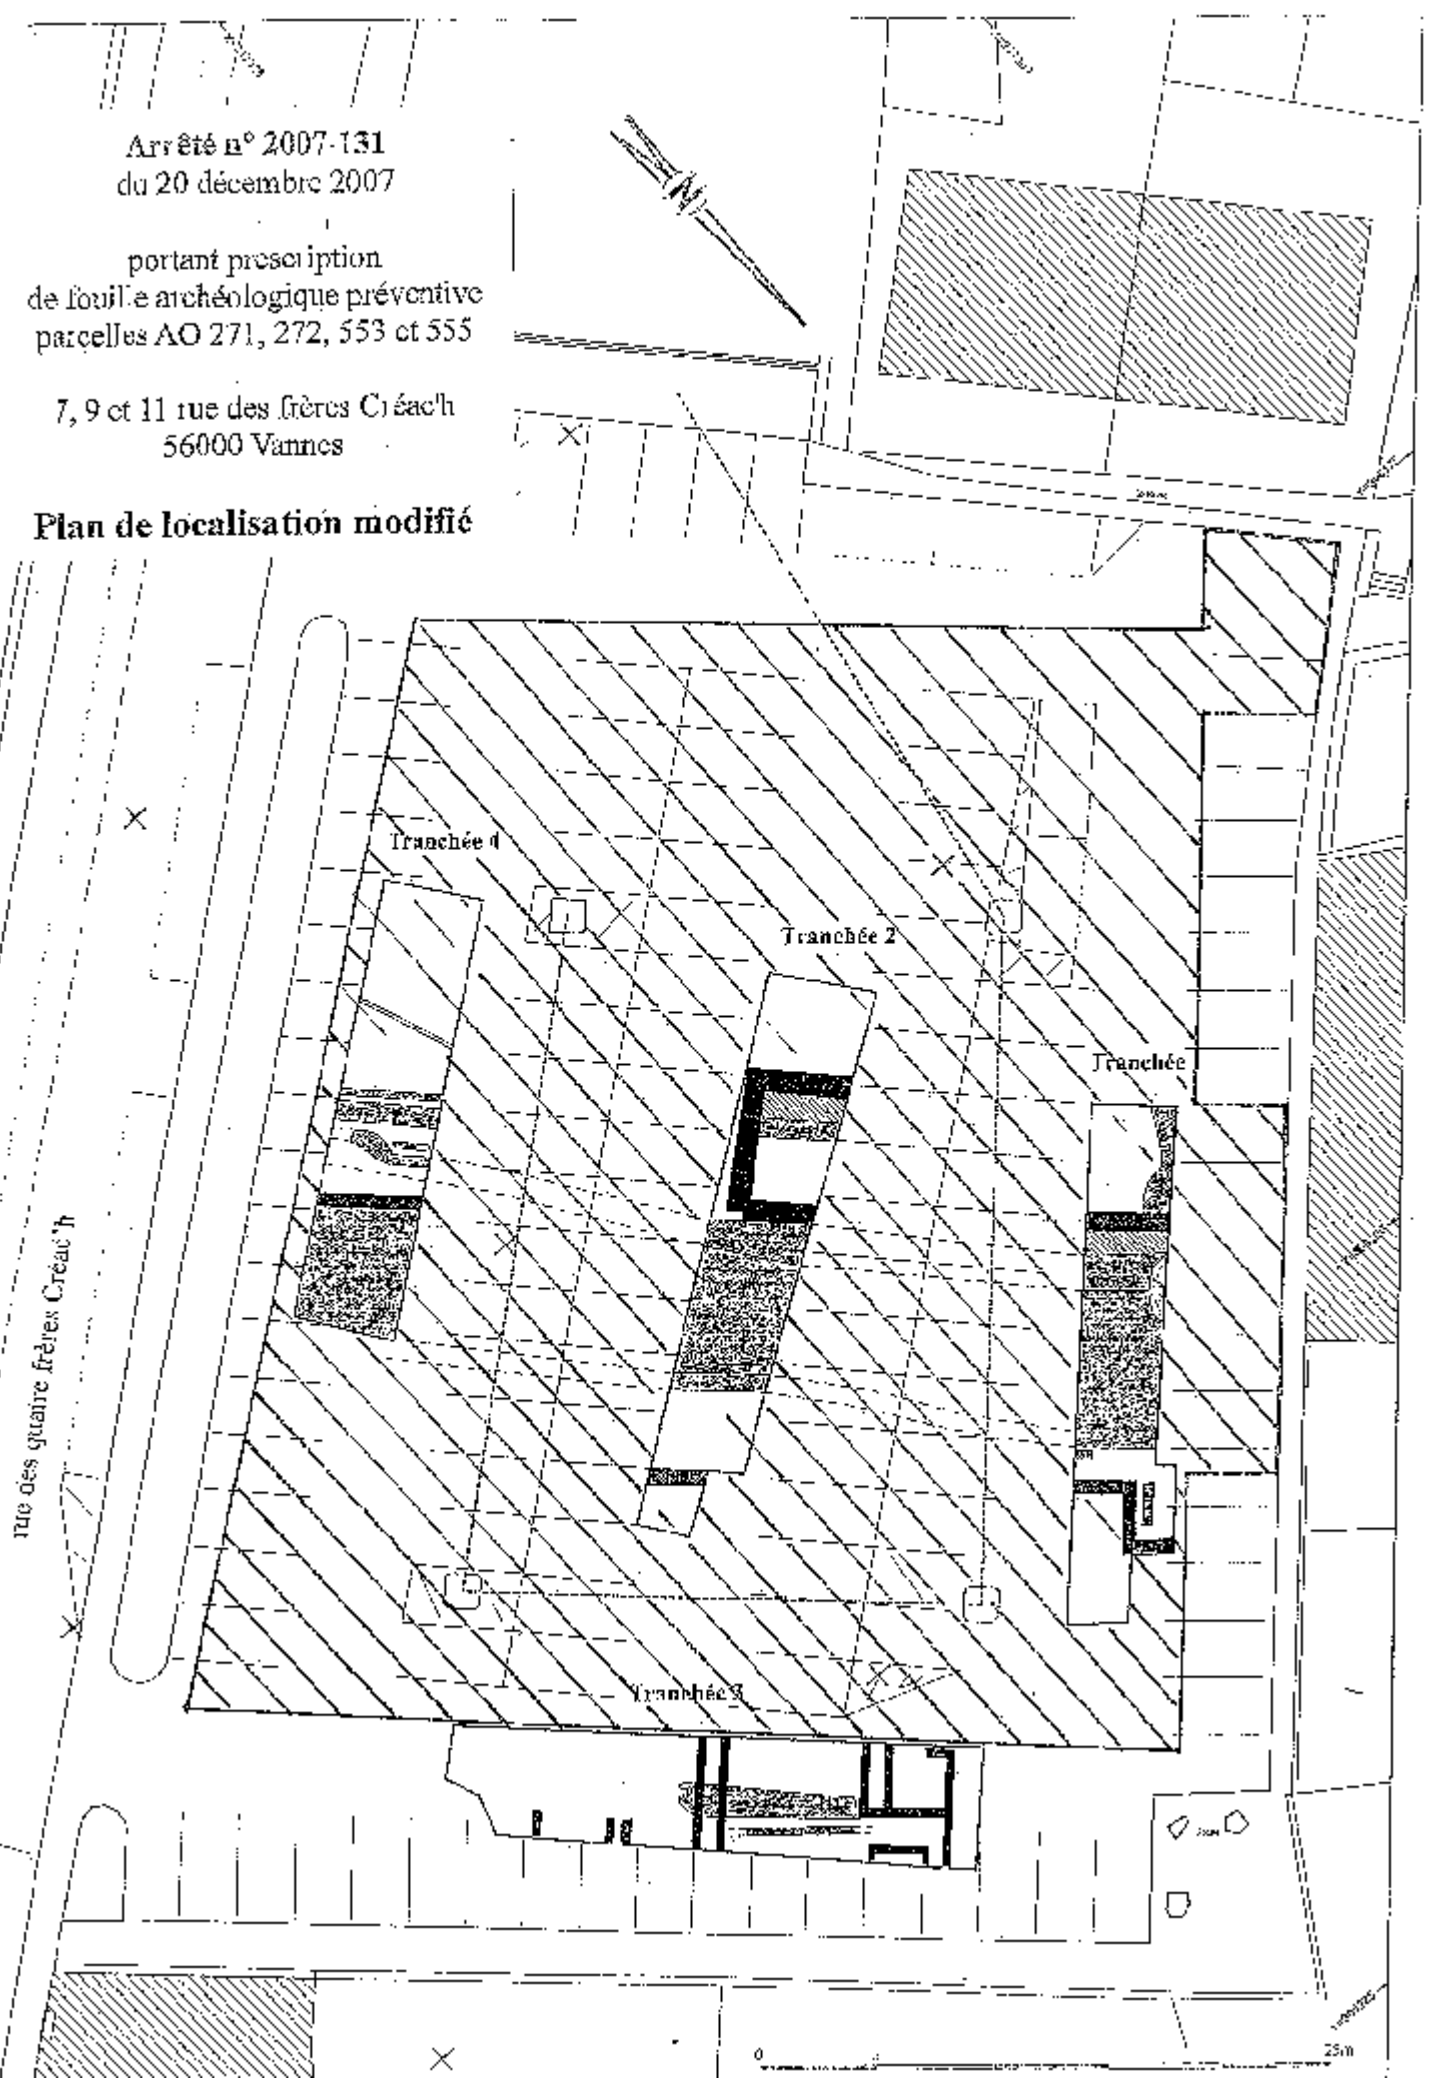 Arrêté n° 2007-131
du 20 décembre 2007
portant prescription
de fouille archéologique préventive
parcelles AO 271, 272, 553 et 555
7, 9 et 11 rue des frères Créac'h
56000 Vannes
Plan de localisation modifié
N
Tranchée 4
Tranchée 2
Tranchée
rue des quatre frères Créac'h
Tranchée 3
0
25m